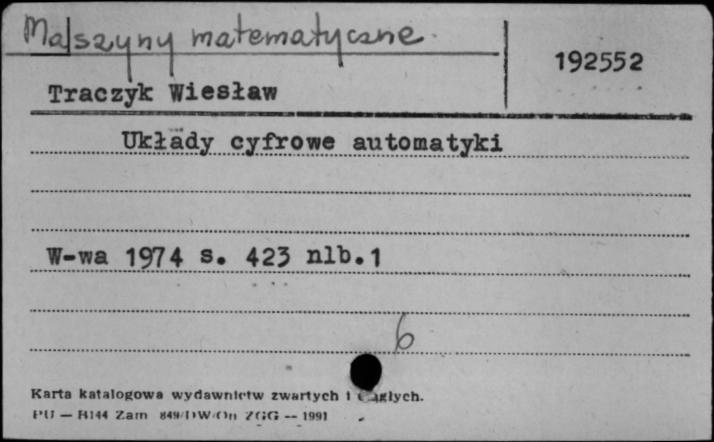 Maszyny matematyczne
192552
Traczyk Wiesław
Układy cyfrowe automatyki
W-wa 1974 s. 423 nlb.1
6
Karta katalogowa wydawnictw zwartych i ciągłych.
PU — B144 Zam 849/DW/On ZGG -- 1991